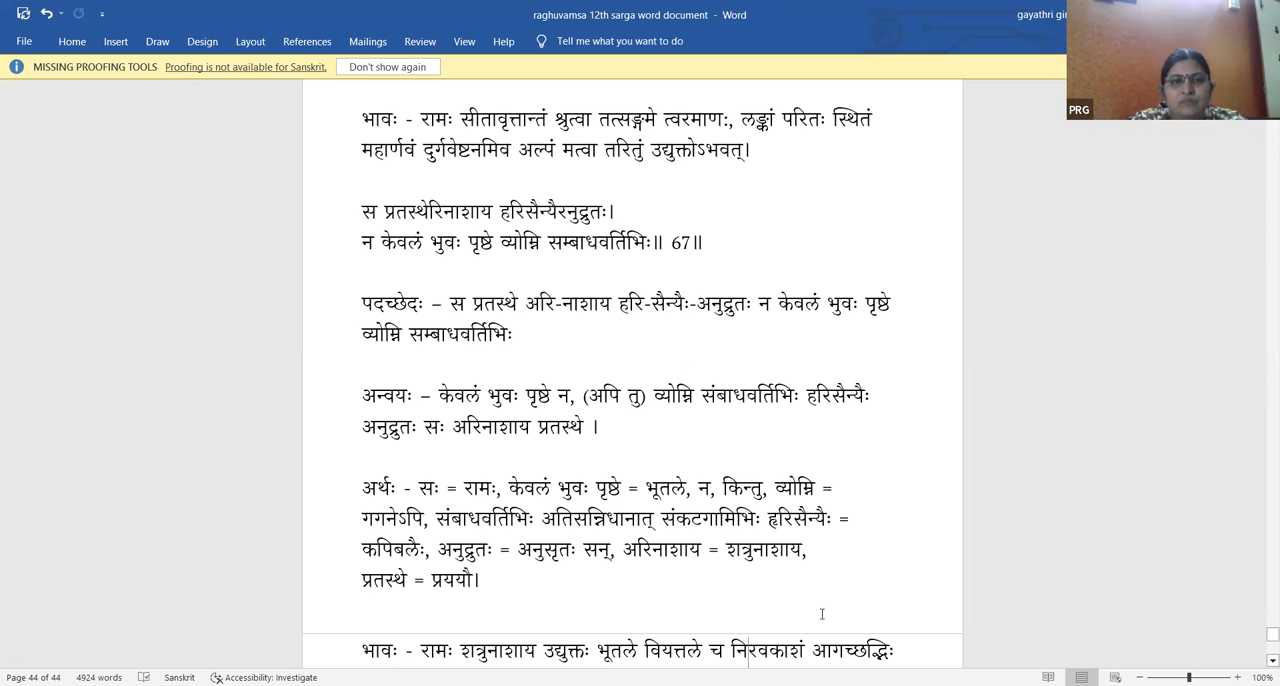 raghuvamsa 12th sarga word document - Word
gayathri gir
File Home Insert Draw Design Layout References Mailings Review View Help Tell me what you want to do
MISSING PROOFING TOOLS Proofing is not available for Sanskrit. Don't show again
PRG
भावः - रामः सीतावृत्तान्तं श्रुत्वा तत्सङ्गमे त्वरमाण:, लङ्कां परितः स्थितं
महार्णवं दुर्गवेष्टनमिव अल्पं मत्वा तरितुं उद्युक्तोऽभवत्।
स प्रतस्थेरिनाशाय हरिसैन्यैरनुद्रुतः।
न केवलं भुवः पृष्ठे व्योम्नि सम्बाधवर्तिभिः॥ 67॥
पदच्छेदः – स प्रतस्थे अरि-नाशाय हरि-सैन्यैः-अनुद्रुतः न केवलं भुवः पृष्ठे
व्योम्नि सम्बाधवर्तिभिः
अन्वयः – केवलं भुवः पृष्ठे न, (अपि तु) व्योम्नि संबाधवर्तिभिः हरिसैन्यैः
अनुद्रुतः सः अरिनाशाय प्रतस्थे ।
अर्थः - सः = रामः, केवलं भुवः पृष्ठे = भूतले, न, किन्तु, व्योम्नि =
गगनेऽपि, संबाधवर्तिभिः अतिसन्निधानात् संकटगामिभिः हृरिसैन्यैः =
कपिबलैः, अनुद्रुतः = अनुसृतः सन्, अरिनाशाय = शत्रुनाशाय,
प्रतस्थे = प्रययौ।
भावः - रामः शत्रुनाशाय उद्युक्तः भूतले वियत्तले च निरवकाशं आगच्छद्भिः
Page 44 of 44 4924 words Sanskrit Accessibility: Investigate 100%